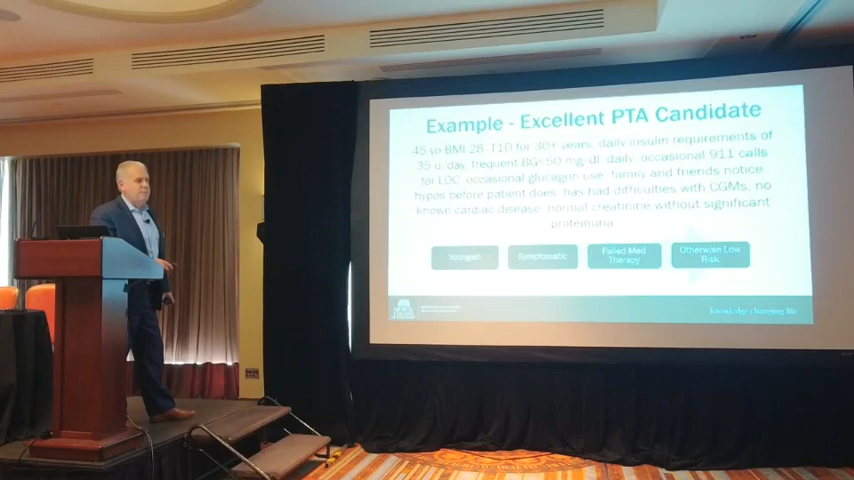 Example - Excellent PTA Candidate
45 yo BMI 28, T1D for 30+ years, daily insulin requirements of
35 u/day, frequent BG<50 mg/dl daily, occasional 911 calls
for LOC, occasional glucagon use, family and friends notice
hypos before patient does, has had difficulties with CGMs, no
known cardiac disease, normal creatinine without significant
proteinuria
Youngish
Symptomatic
Failed Med
Therapy
Otherwise Low
Risk
knowledge changing life